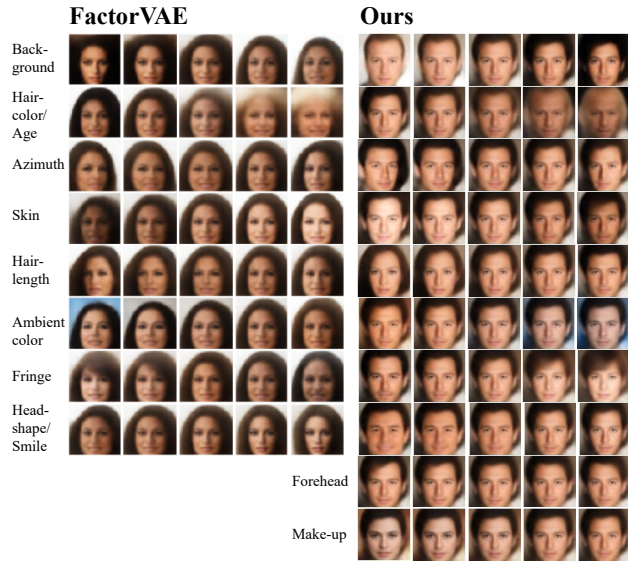 FactorVAE
Ours
Back-
ground
Hair-
color/
Age
Azimuth
Skin
Hair-
length
Ambient
color
Fringe
Head-
shape/
Smile
Forehead
Make-up